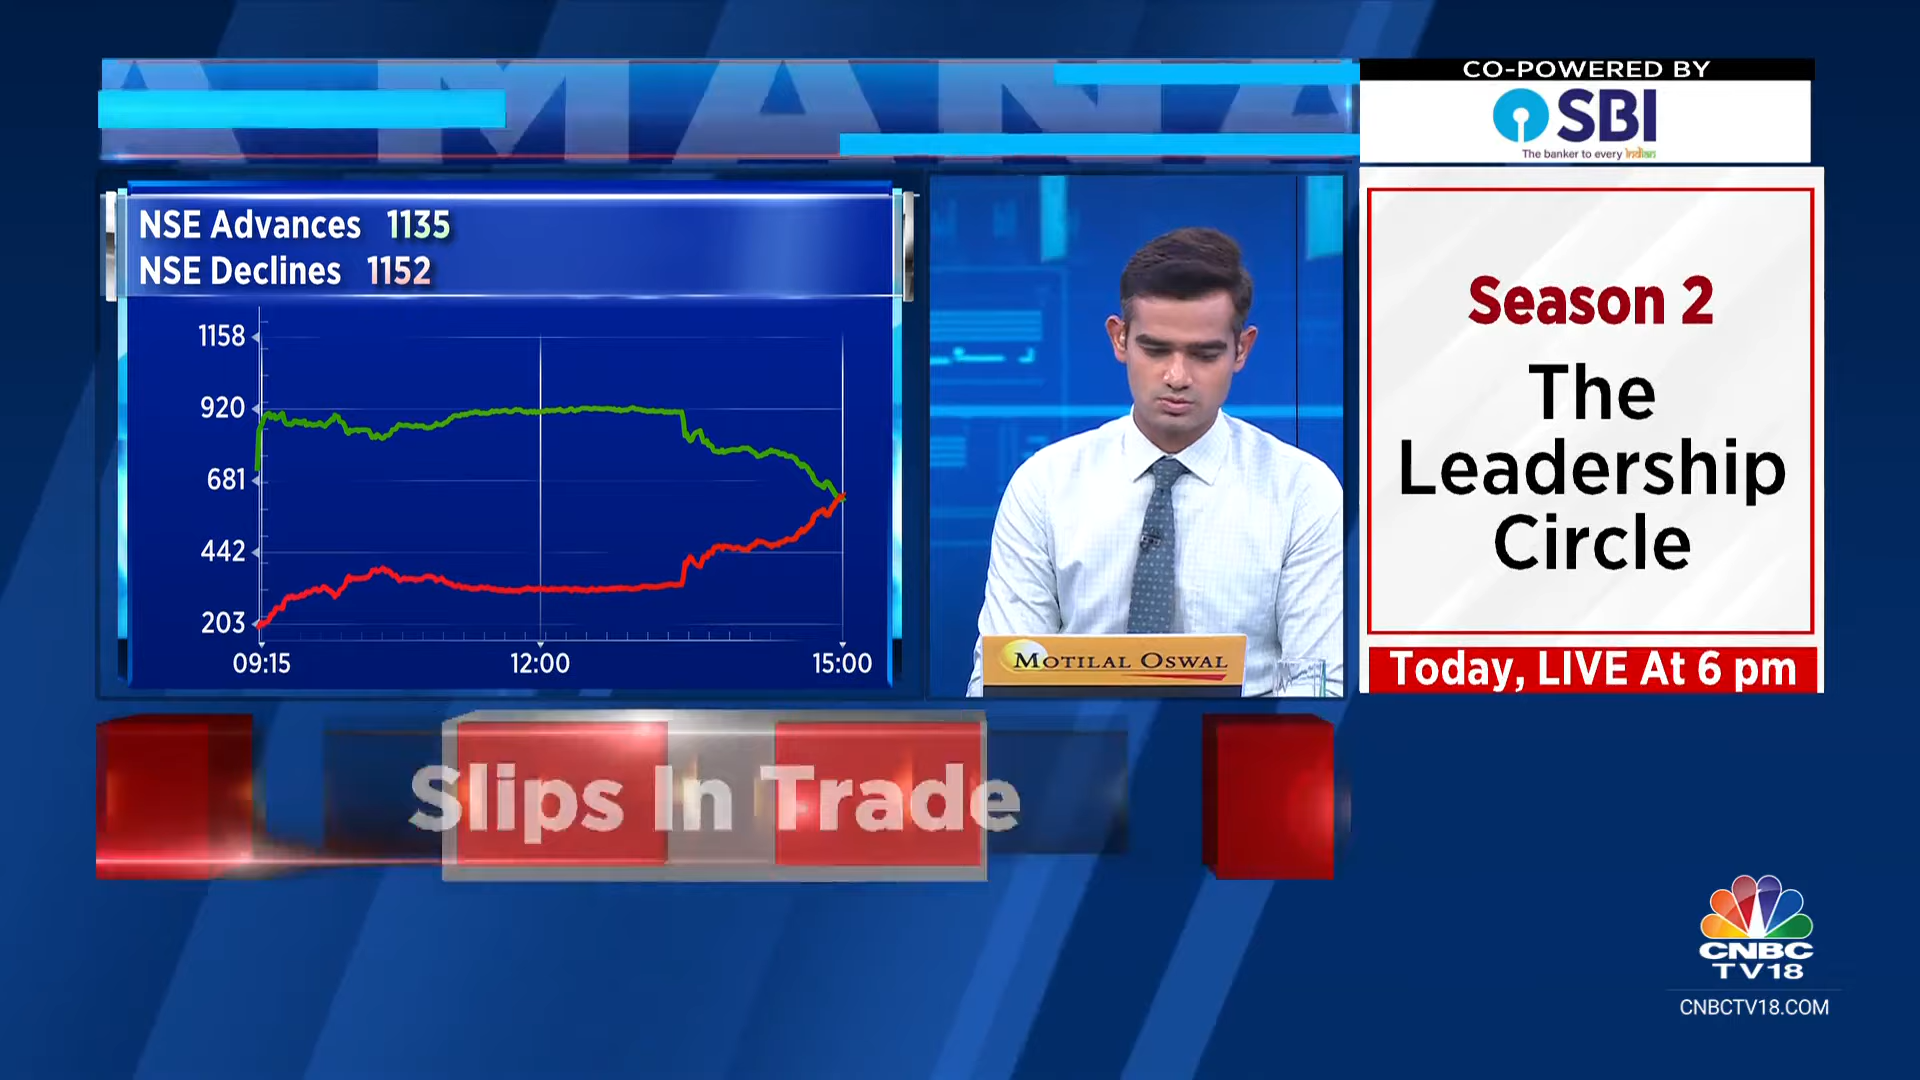 A MANA
CO-POWERED BY
SBI
The banker to every Indian
NSE Advances 1135
NSE Declines 1152
1158
920
681
442
203
09:15 12:00 15:00
MOTILAL OSWAL
Season 2
The
Leadership
Circle
Today, LIVE At 6 pm
Slips In Trade
CNBC
TV18
CNBCTV18.COM